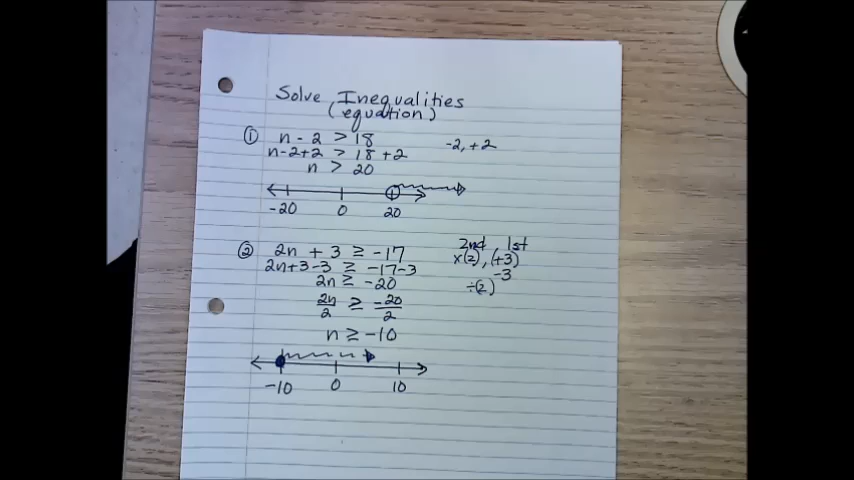 Solve Inequalities
(equation)
① n - 2 > 18 -2, +2
n-2+2 > 18 +2
n > 20
-20 0 20
② 2n + 3 ≥ -17 2nd 1st
2n+3-3 ≥ -17-3 x(2), (+3)
2n ≥ -20 -3
÷(2)
2n/2 ≥ -20/2
n ≥ -10
-10 0 10